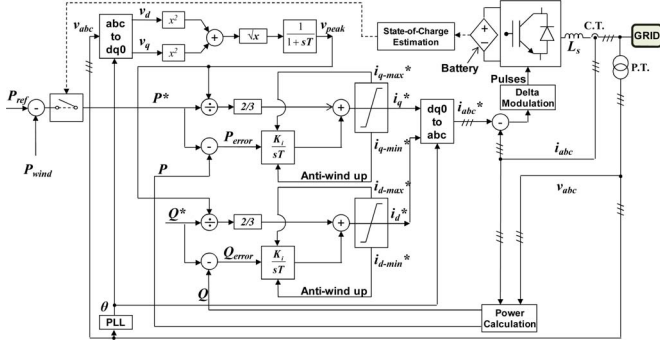 v_abc
abc
to
dq0
v_d
v_q
x²
x²
+
√x
1
1+sT
v_peak
State-of-Charge
Estimation
+
−
Battery
L_s
C.T.
GRID
P.T.
Pulses
Delta
Modulation
P_ref
-
P_wind
P*
÷
2/3
+
i_q-max*
i_q*
i_q-min*
-
P_error
K_i
sT
Anti-wind up
P
dq0
to
abc
i_abc*
-
i_abc
v_abc
Q*
÷
2/3
+
i_d-max*
i_d*
i_d-min*
-
Q_error
K_i
sT
Anti-wind up
Q
θ
PLL
Power
Calculation